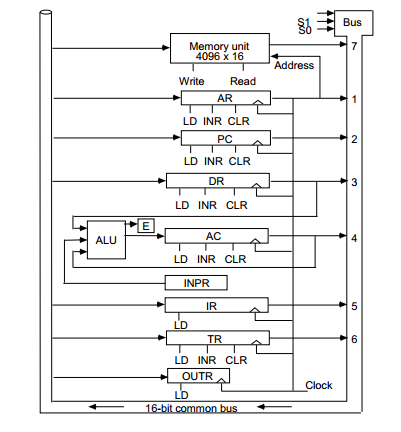 S1
S0
Bus
Memory unit
4096 x 16
7
Address
Write Read
AR
1
LD INR CLR
PC
2
LD INR CLR
DR
3
LD INR CLR
E
ALU
AC
4
LD INR CLR
INPR
IR
5
LD
TR
6
LD INR CLR
OUTR
Clock
LD
16-bit common bus